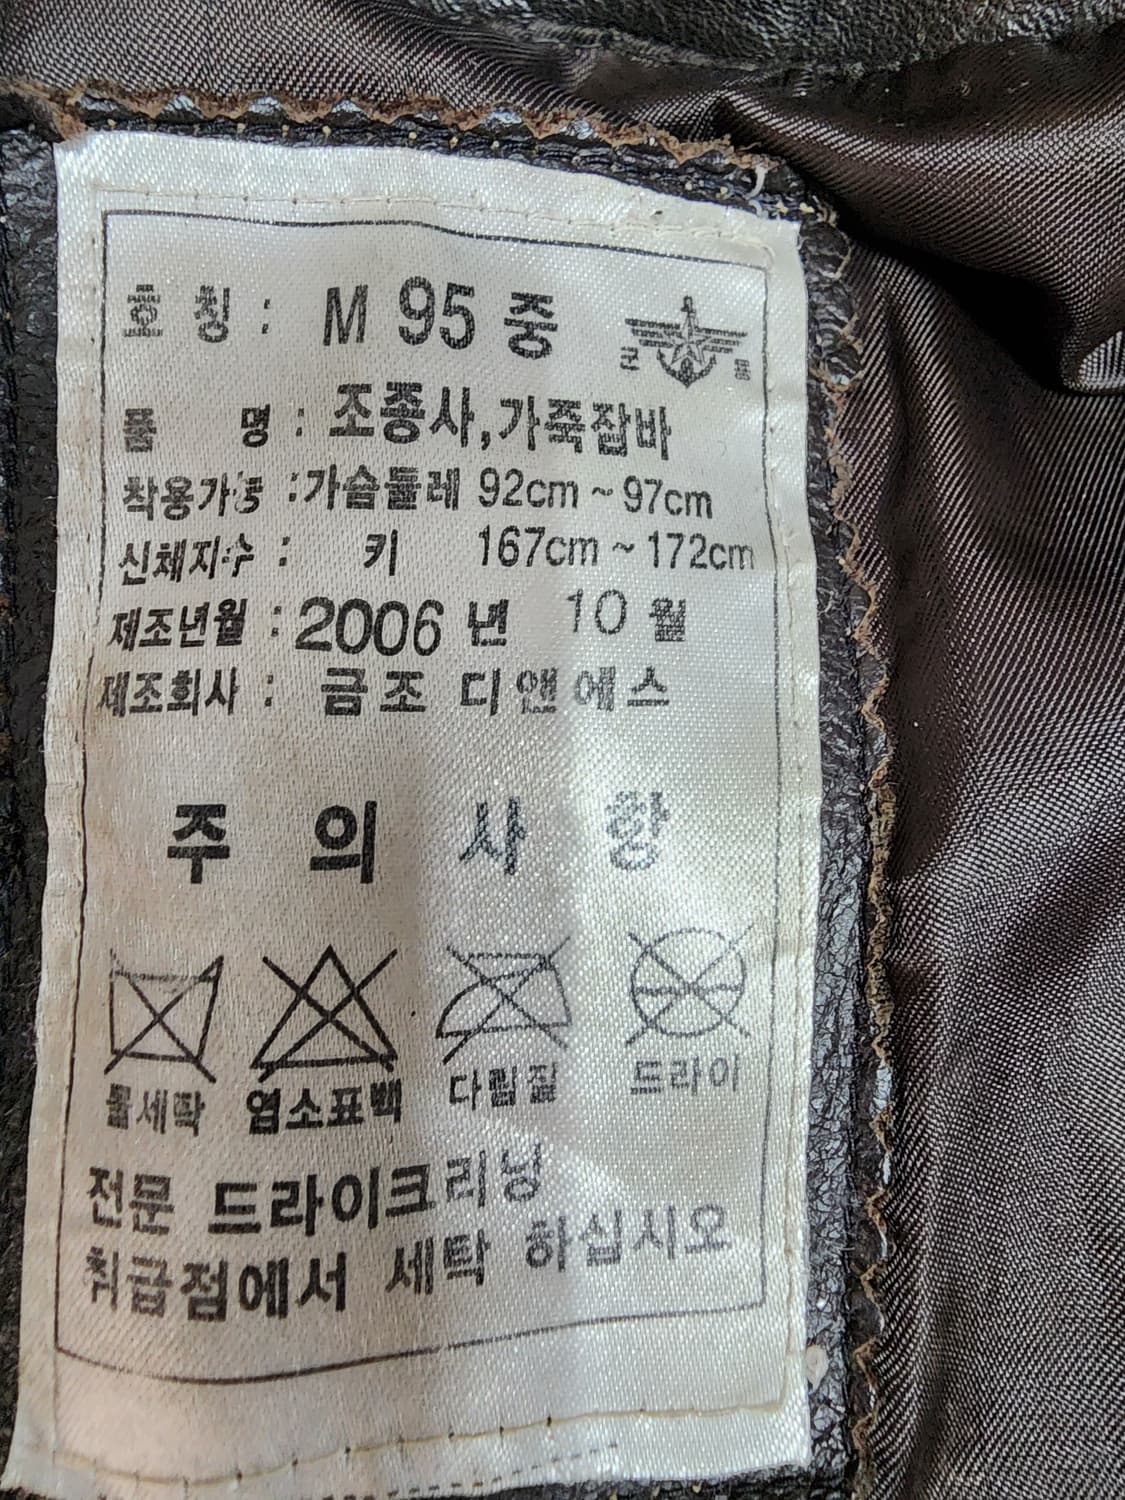 호 칭 : M 95 중
군 품
품 명 : 조종사,가죽잠바
착용가능 :가슴둘레 92cm ~ 97cm
신체지수 : 키 167cm ~ 172cm
제조년월 : 2006 년 10 월
제조회사 : 금조 디앤에스
주 의 사 항
물세탁 염소표백 다림질 드라이
전문 드라이크리닝
취급점에서 세탁 하십시오